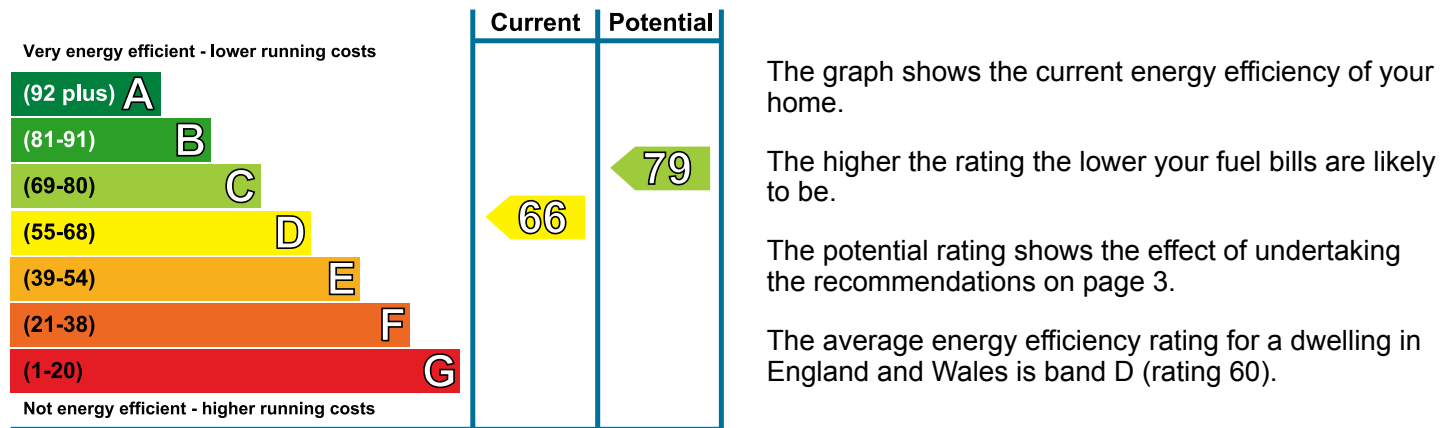 Current Potential
Very energy efficient - lower running costs
(92 plus) A
(81-91) B
(69-80) C
(55-68) D
(39-54) E
(21-38) F
(1-20) G
Not energy efficient - higher running costs
66
79
The graph shows the current energy efficiency of your
home.
The higher the rating the lower your fuel bills are likely
to be.
The potential rating shows the effect of undertaking
the recommendations on page 3.
The average energy efficiency rating for a dwelling in
England and Wales is band D (rating 60).